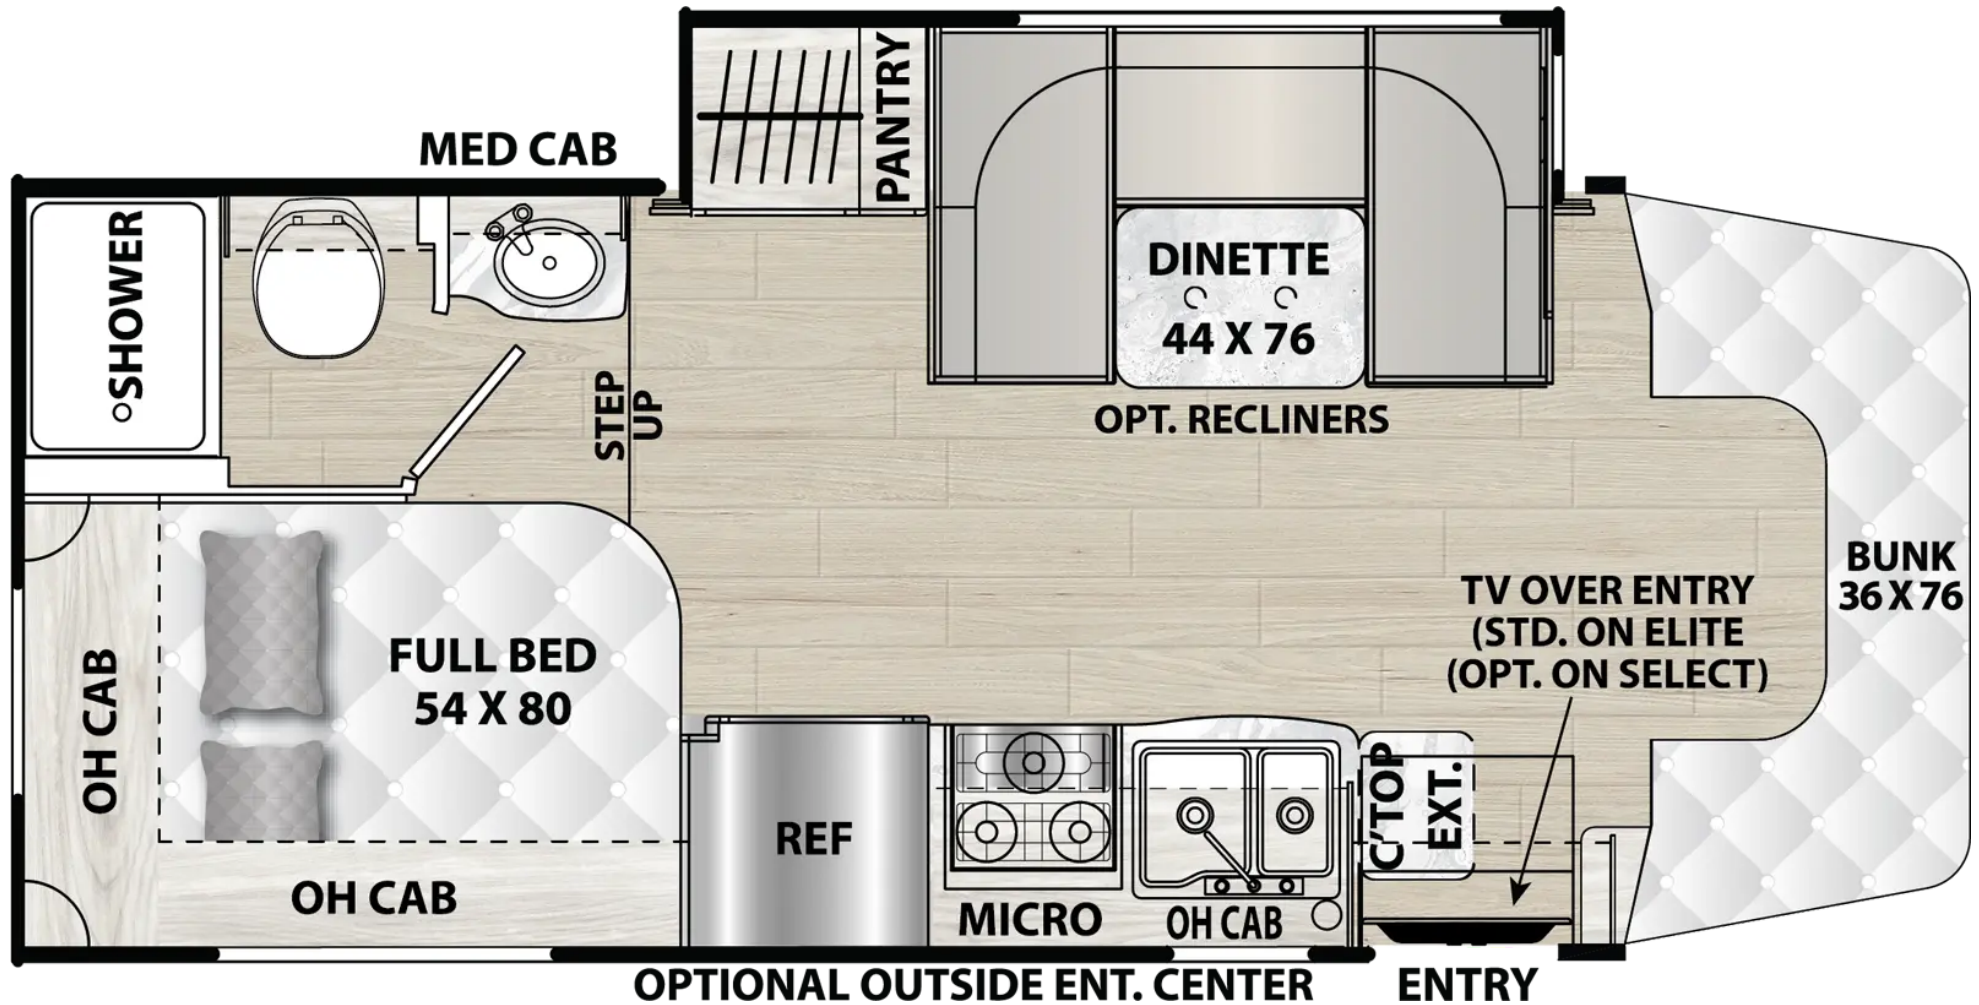 MED CAB
PANTRY
SHOWER
DINETTE
44 X 76
OPT. RECLINERS
STEP
UP
BUNK
36 X 76
TV OVER ENTRY
(STD. ON ELITE
(OPT. ON SELECT)
FULL BED
54 X 80
OH CAB
OH CAB
REF
MICRO
OH CAB
C'TOP
EXT.
OPTIONAL OUTSIDE ENT. CENTER
ENTRY